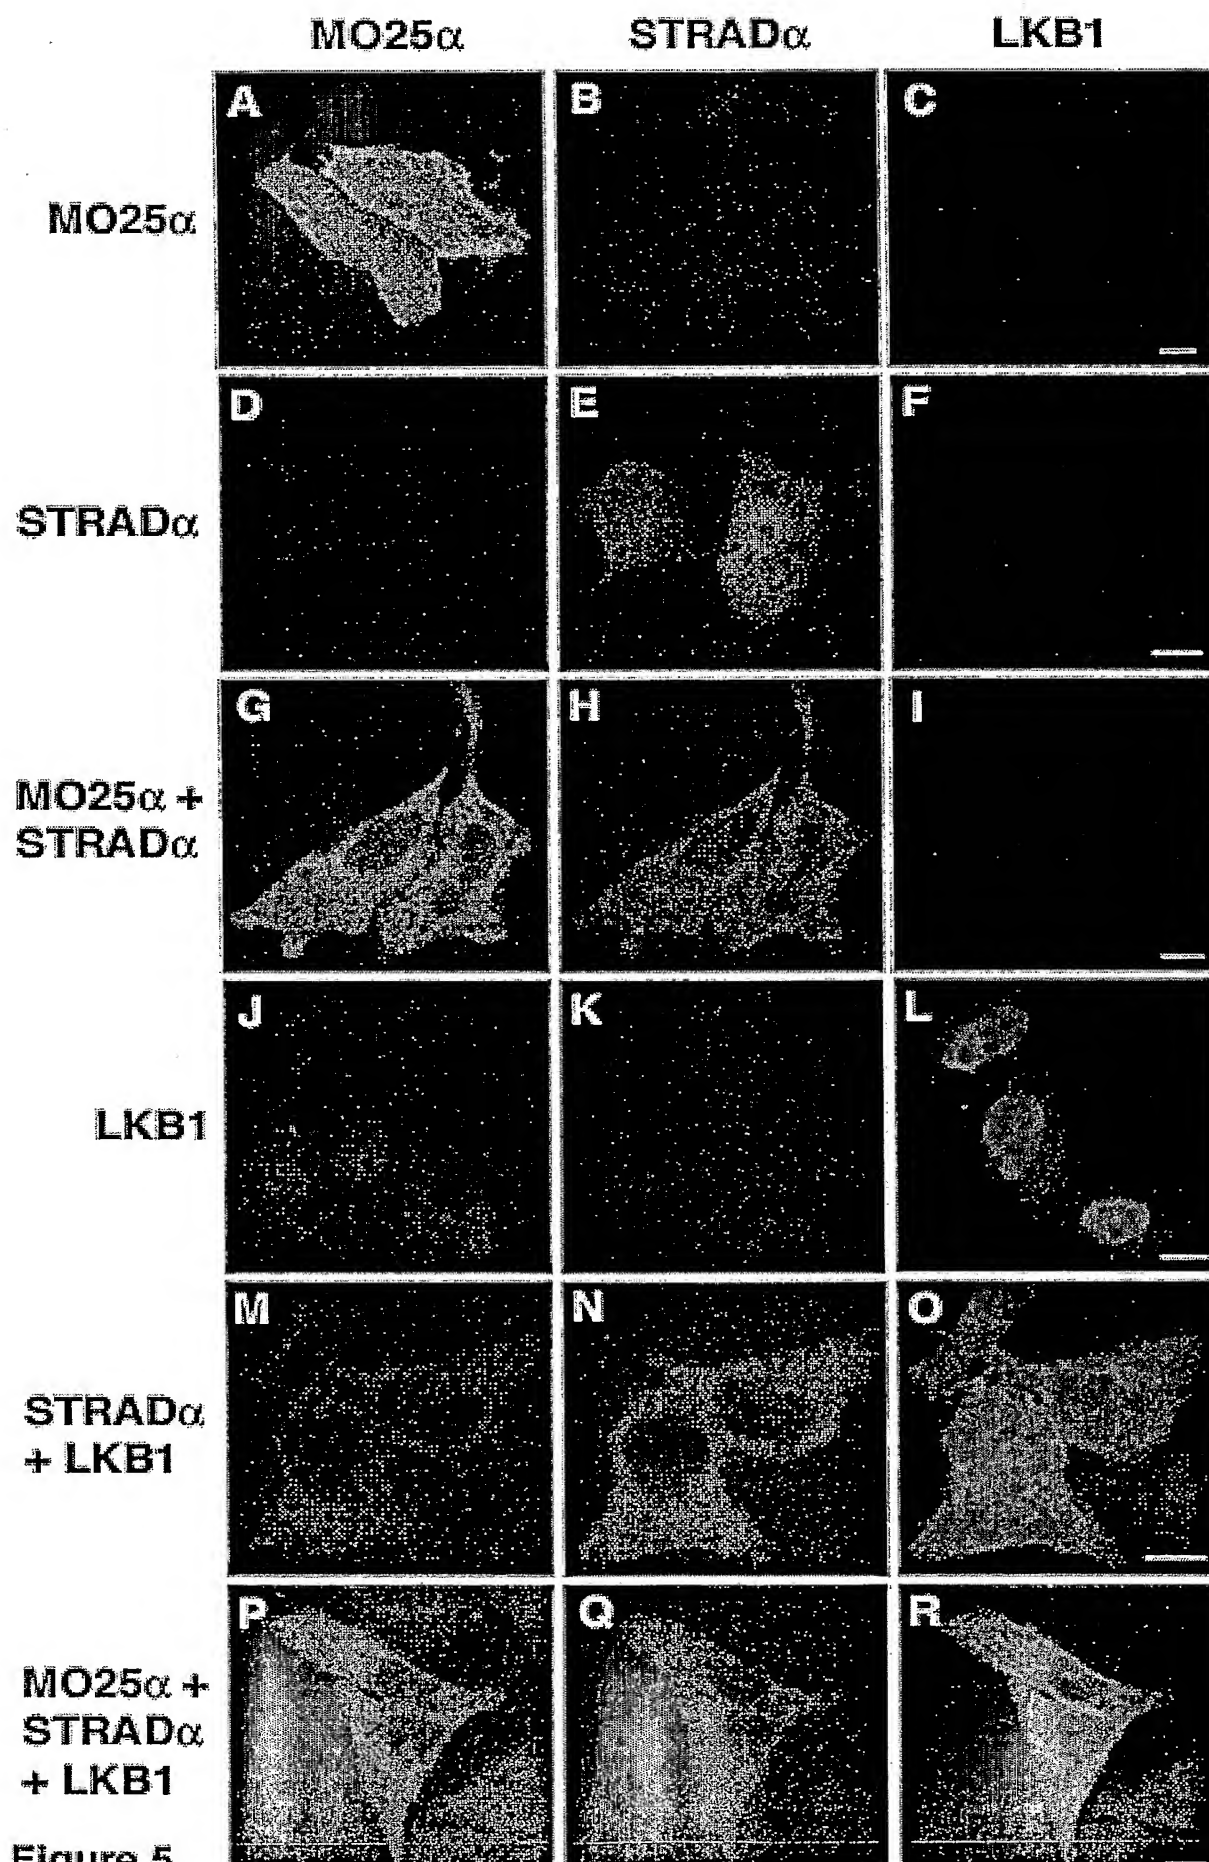 MO25α STRADα LKB1
A B C
MO25α
D E F
STRADα
G H I
MO25α +
STRADα
J K L
LKB1
M N O
STRADα
+ LKB1
P Q R
MO25α +
STRADα
+ LKB1
Figure 5